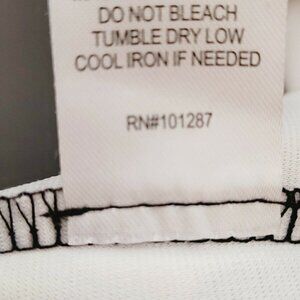 DO NOT BLEACH
TUMBLE DRY LOW
COOL IRON IF NEEDED
RN#101287